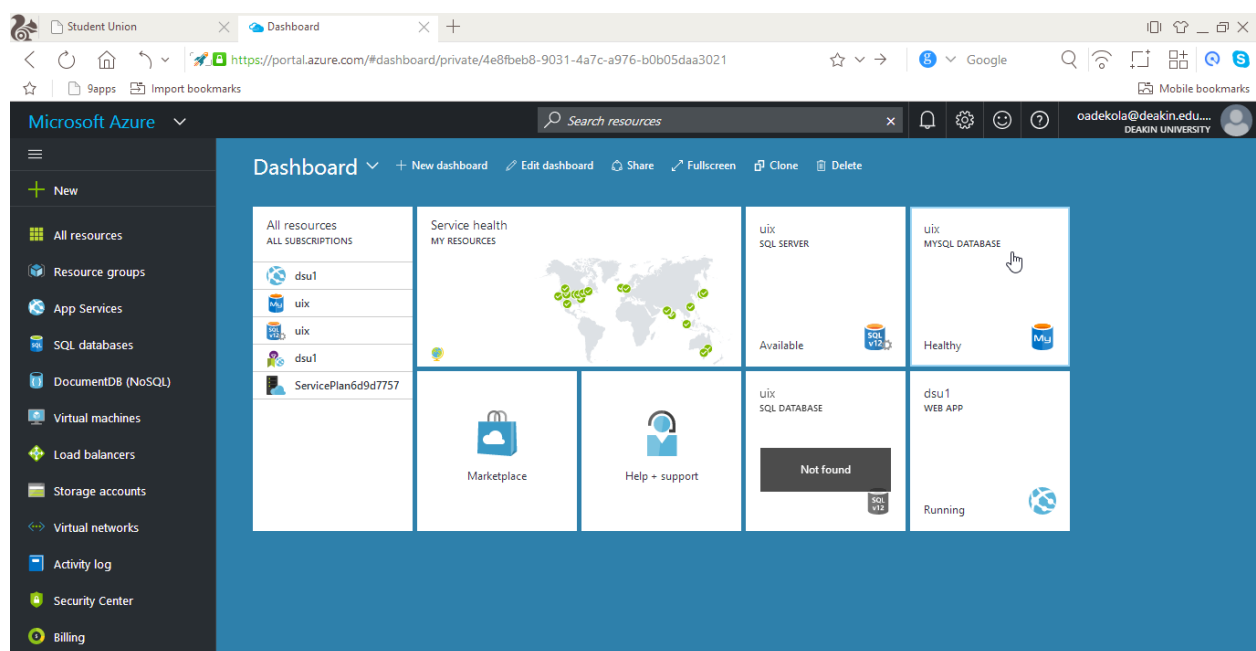 Student Union
Dashboard
https://portal.azure.com/#dashboard/private/4e8fbeb8-9031-4a7c-a976-b0b05daa3021
g
Google
S
9apps
Import bookmarks
Mobile bookmarks
Microsoft Azure
Search resources
oadekola@deakin.edu....
DEAKIN UNIVERSITY
Dashboard
New dashboard
Edit dashboard
Share
Fullscreen
Clone
Delete
New
All resources
Resource groups
App Services
SQL databases
DocumentDB (NoSQL)
Virtual machines
Load balancers
Storage accounts
Virtual networks
Activity log
Security Center
Billing
All resources
ALL SUBSCRIPTIONS
dsu1
uix
uix
dsu1
ServicePlan6d9d7757
Service health
MY RESOURCES
uix
SQL SERVER
Available
SQL
v12
uix
MYSQL DATABASE
Healthy
My
Marketplace
Help + support
uix
SQL DATABASE
Not found
SQL
v12
dsu1
WEB APP
Running